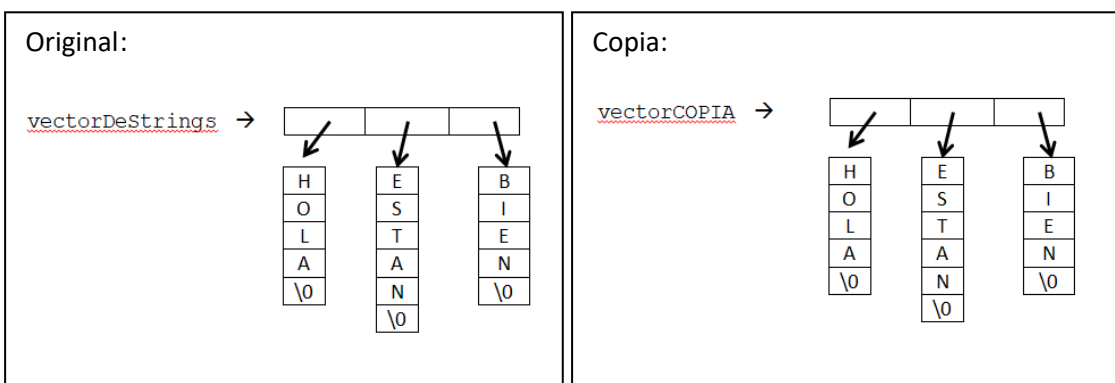 Original:
vectorDeStrings →
H
O
L
A
\0
E
S
T
A
N
\0
B
I
E
N
\0
Copia:
vectorCOPIA →
H
O
L
A
\0
E
S
T
A
N
\0
B
I
E
N
\0